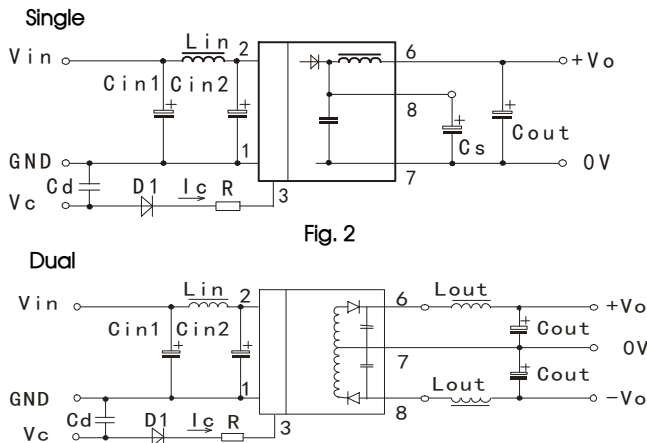 Single
Vin Lin 2 6 +Vo
Cin1 Cin2 + + 8 + + Cout
Cs
GND 1 7 0V
Cd D1 Ic R 3
Vc
Fig. 2
Dual
Vin Lin 2 6 Lout +Vo
Cin1 Cin2 + + + Cout
7 0V
+ Cout
GND 1 8 Lout -Vo
Cd D1 Ic R 3
Vc